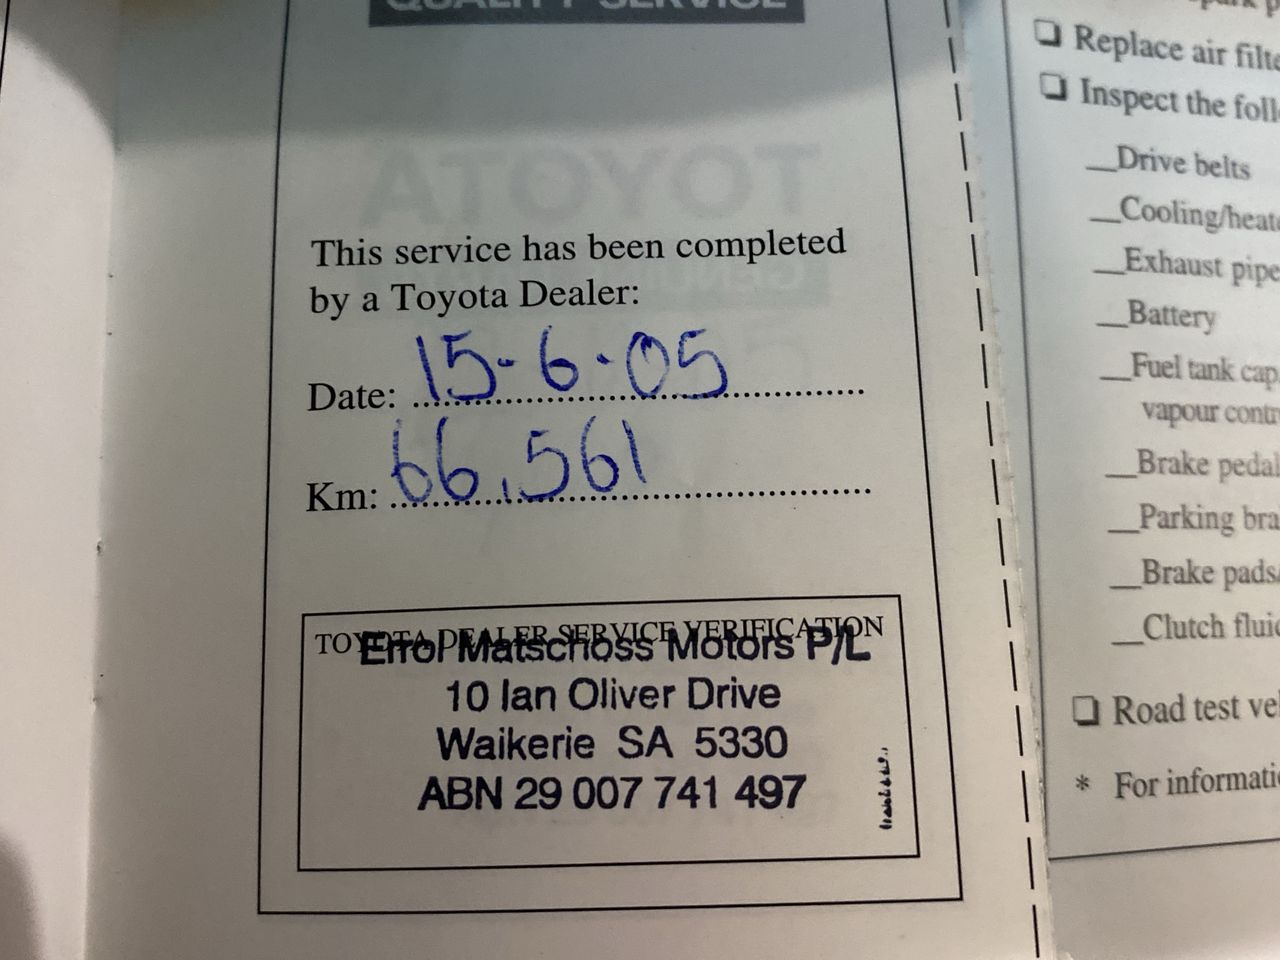 QUALITY SERVICE
TOYOTA
This service has been completed
by a Toyota Dealer:
Date: 15-6-05
Km: 66,561
TOYOTA DEALER SERVICE VERIFICATION
Errol Matschoss Motors P/L
10 Ian Oliver Drive
Waikerie SA 5330
ABN 29 007 741 497
❏ Replace air filte
❏ Inspect the foll
__Drive belts
__Cooling/heate
__Exhaust pipe
__Battery
__Fuel tank cap,
vapour contr
__Brake pedal
__Parking bra
__Brake pads/
__Clutch fluid
❏ Road test ve
* For informati